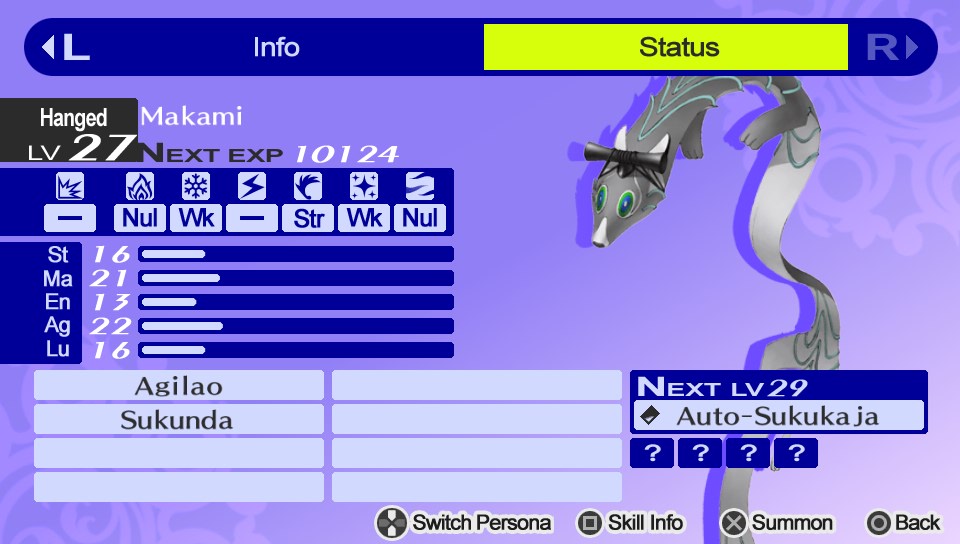 L Info Status R
Hanged Makami
LV 27 NEXT EXP 10124
— Nul Wk — Str Wk Nul
St 16
Ma 21
En 13
Ag 22
Lu 16
Agilao
Sukunda
NEXT LV 29
Auto-Sukukaja
? ? ? ?
Switch Persona Skill Info Summon Back